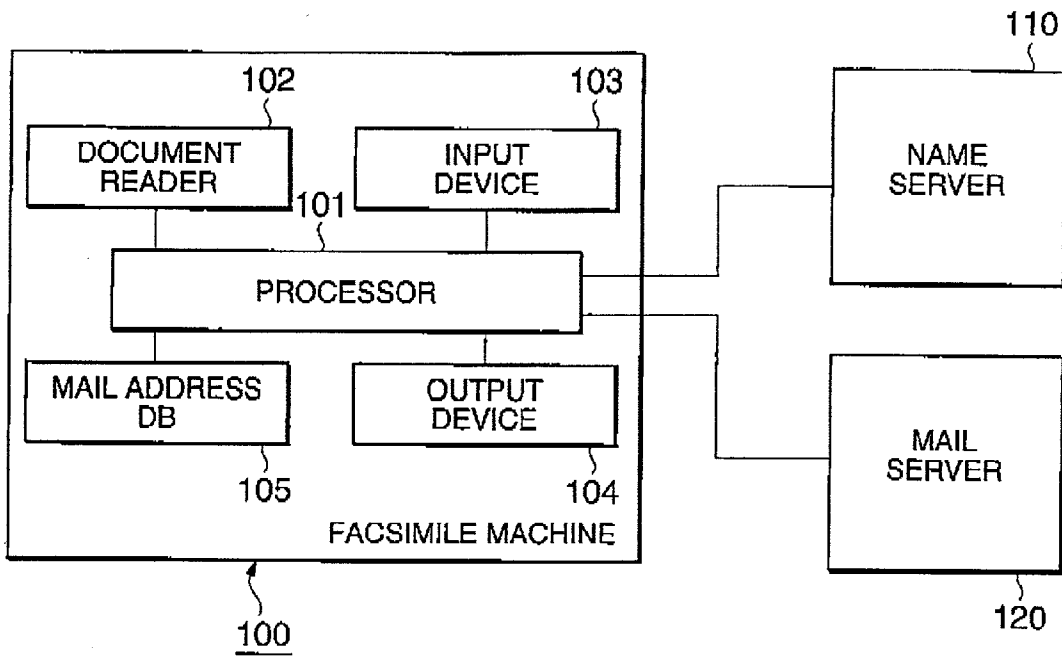 110
102
103
DOCUMENT
READER
INPUT
DEVICE
NAME
SERVER
101
PROCESSOR
MAIL ADDRESS
DB
OUTPUT
DEVICE
MAIL
SERVER
105
104
FACSIMILE MACHINE
120
100